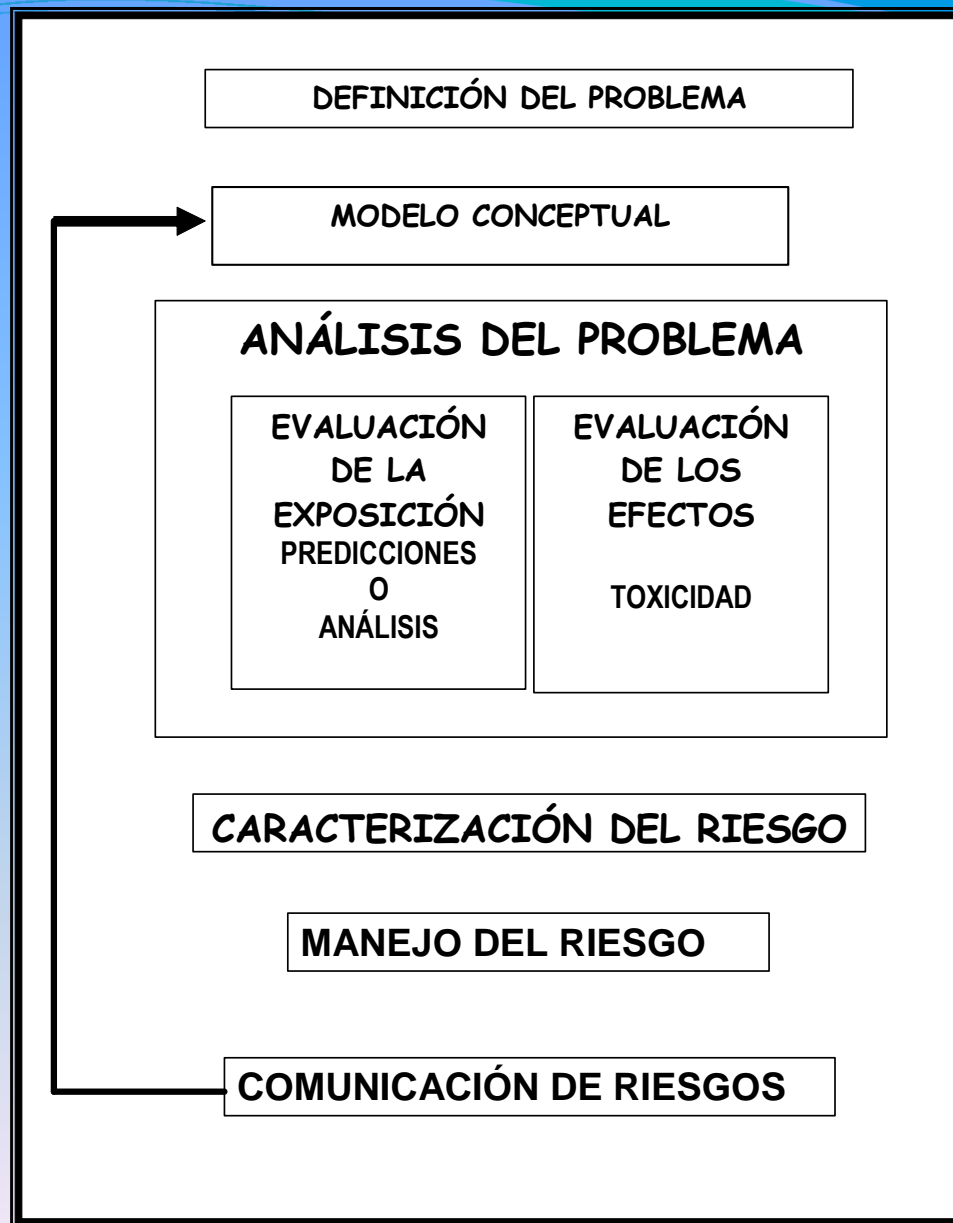 DEFINICIÓN DEL PROBLEMA
MODELO CONCEPTUAL
ANÁLISIS DEL PROBLEMA
EVALUACIÓN
DE LA
EXPOSICIÓN
PREDICCIONES
O
ANÁLISIS
EVALUACIÓN
DE LOS
EFECTOS
TOXICIDAD
CARACTERIZACIÓN DEL RIESGO
MANEJO DEL RIESGO
COMUNICACIÓN DE RIESGOS